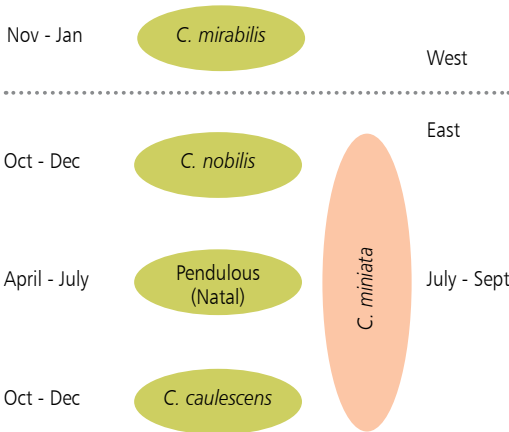 Nov - Jan
C. mirabilis
West
East
Oct - Dec
C. nobilis
April - July
Pendulous
(Natal)
C. miniata
July - Sept
Oct - Dec
C. caulescens